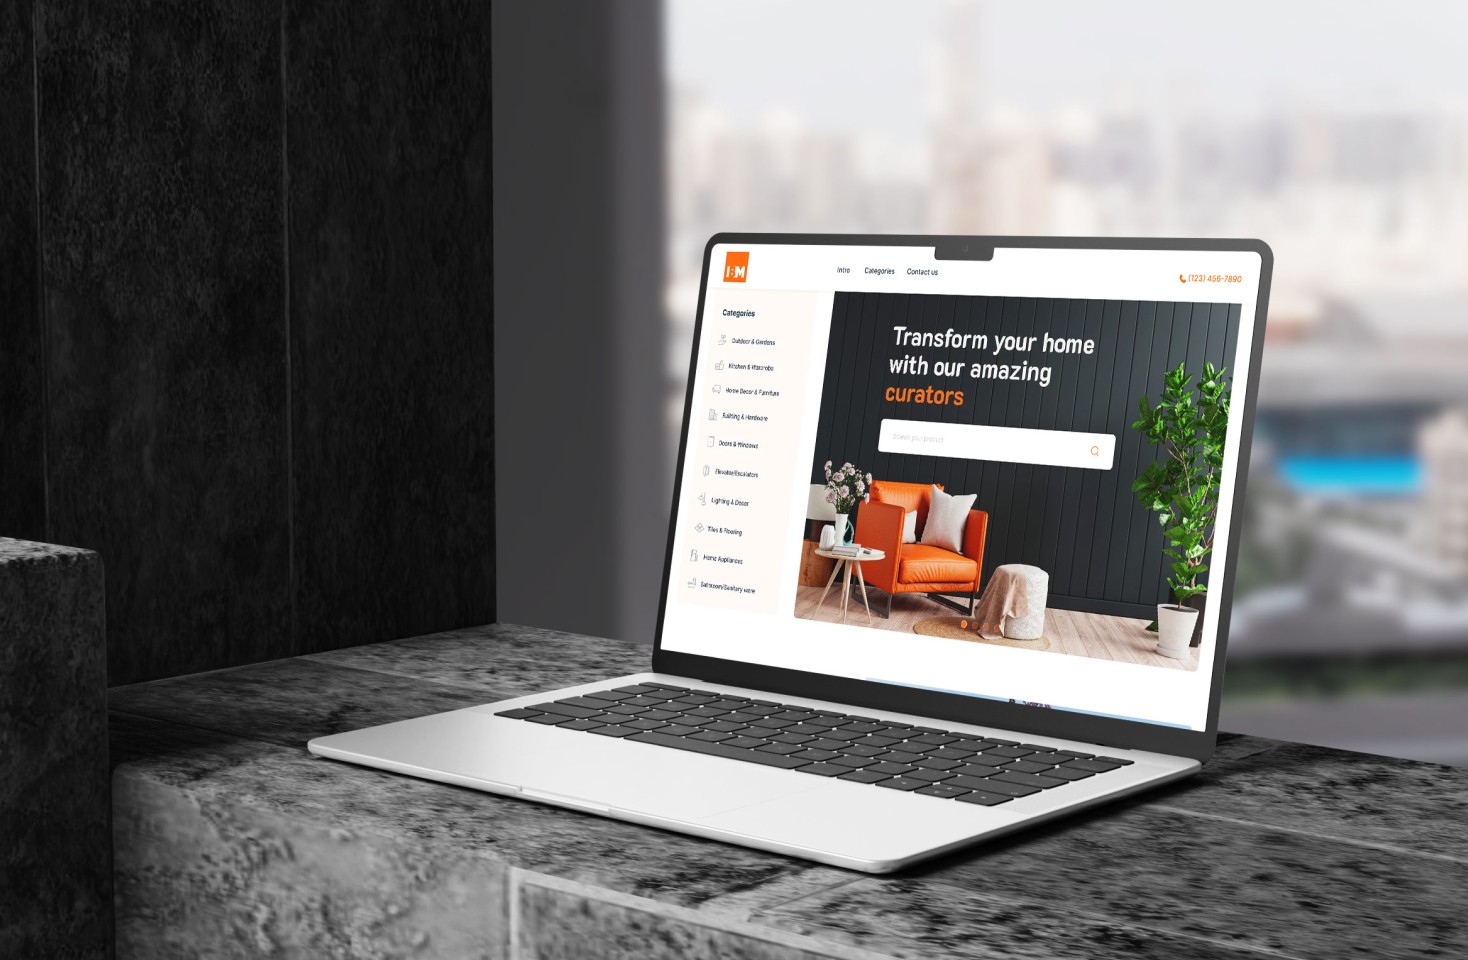 IBM
Intro
Categories
Contact us
(123) 456-7890
Categories
Outdoor & Gardens
Kitchen & Wardrobe
Home Decor & Furniture
Building & Hardware
Doors & Windows
Elevator/Escalators
Lighting & Decor
Tiles & Flooring
Home Appliances
Bathroom/Sanitary ware
Transform your home
with our amazing
curators
Search your product